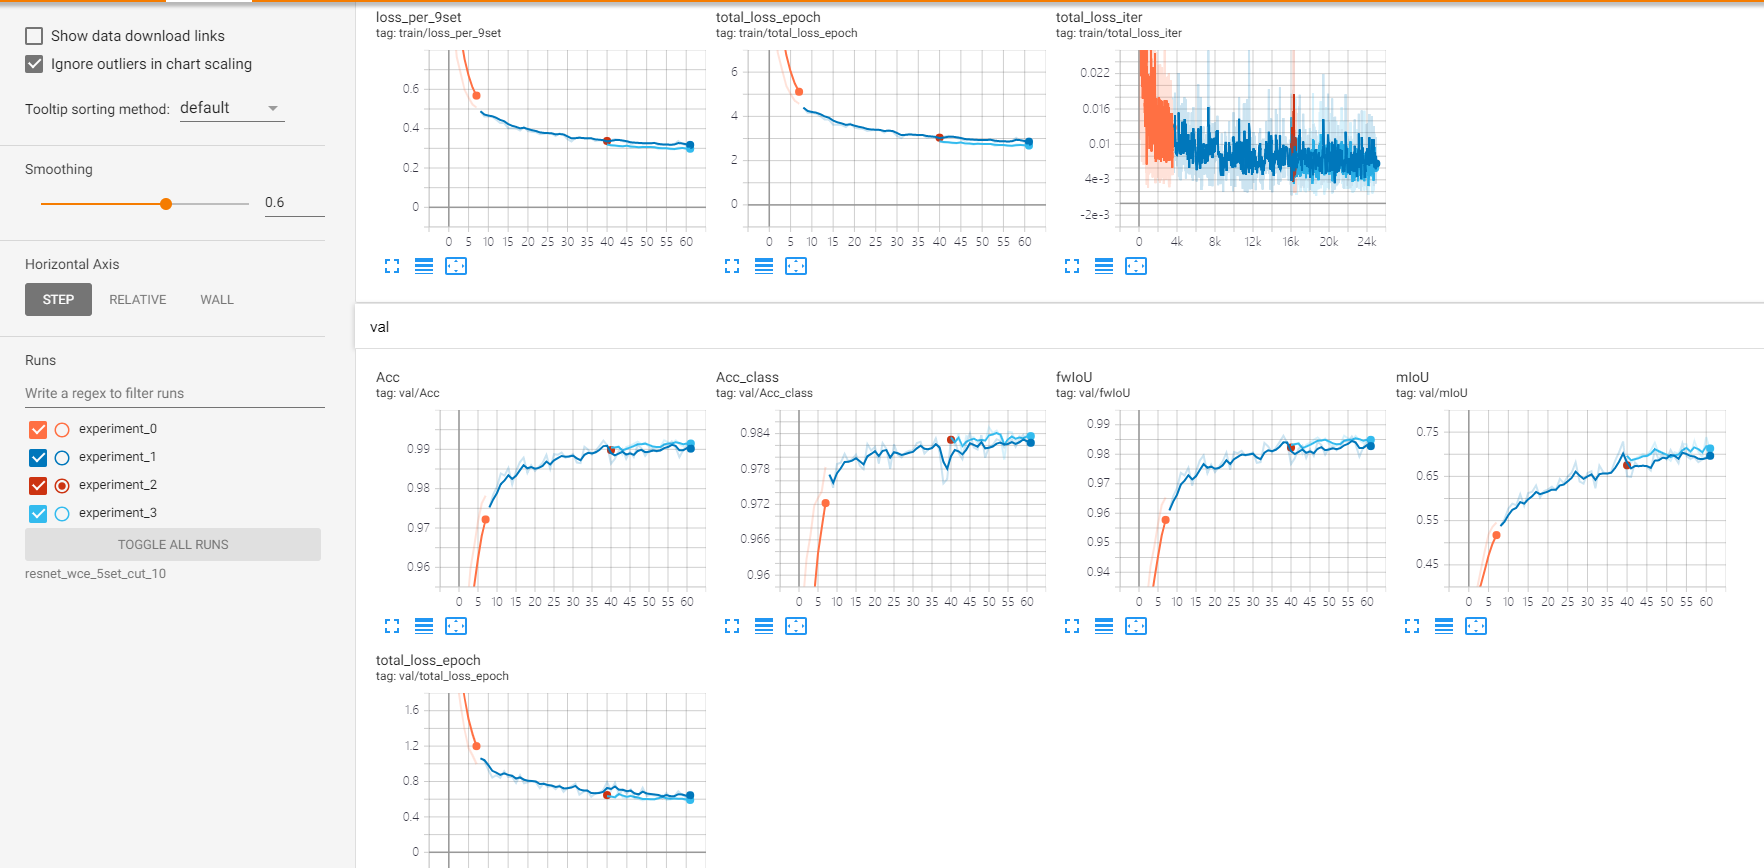 Show data download links
Ignore outliers in chart scaling
Tooltip sorting method: default
Smoothing
0.6
Horizontal Axis
STEP RELATIVE WALL
Runs
Write a regex to filter runs
experiment_0
experiment_1
experiment_2
experiment_3
TOGGLE ALL RUNS
resnet_wce_5set_cut_10
loss_per_9set
tag: train/loss_per_9set
0.6
0.4
0.2
0
0 5 10 15 20 25 30 35 40 45 50 55 60
total_loss_epoch
tag: train/total_loss_epoch
6
4
2
0
0 5 10 15 20 25 30 35 40 45 50 55 60
total_loss_iter
tag: train/total_loss_iter
0.022
0.016
0.01
4e-3
-2e-3
0 4k 8k 12k 16k 20k 24k
val
Acc
tag: val/Acc
0.99
0.98
0.97
0.96
0 5 10 15 20 25 30 35 40 45 50 55 60
Acc_class
tag: val/Acc_class
0.984
0.978
0.972
0.966
0.96
0 5 10 15 20 25 30 35 40 45 50 55 60
fwIoU
tag: val/fwIoU
0.99
0.98
0.97
0.96
0.95
0.94
0 5 10 15 20 25 30 35 40 45 50 55 60
mIoU
tag: val/mIoU
0.75
0.65
0.55
0.45
0 5 10 15 20 25 30 35 40 45 50 55 60
total_loss_epoch
tag: val/total_loss_epoch
1.6
1.2
0.8
0.4
0